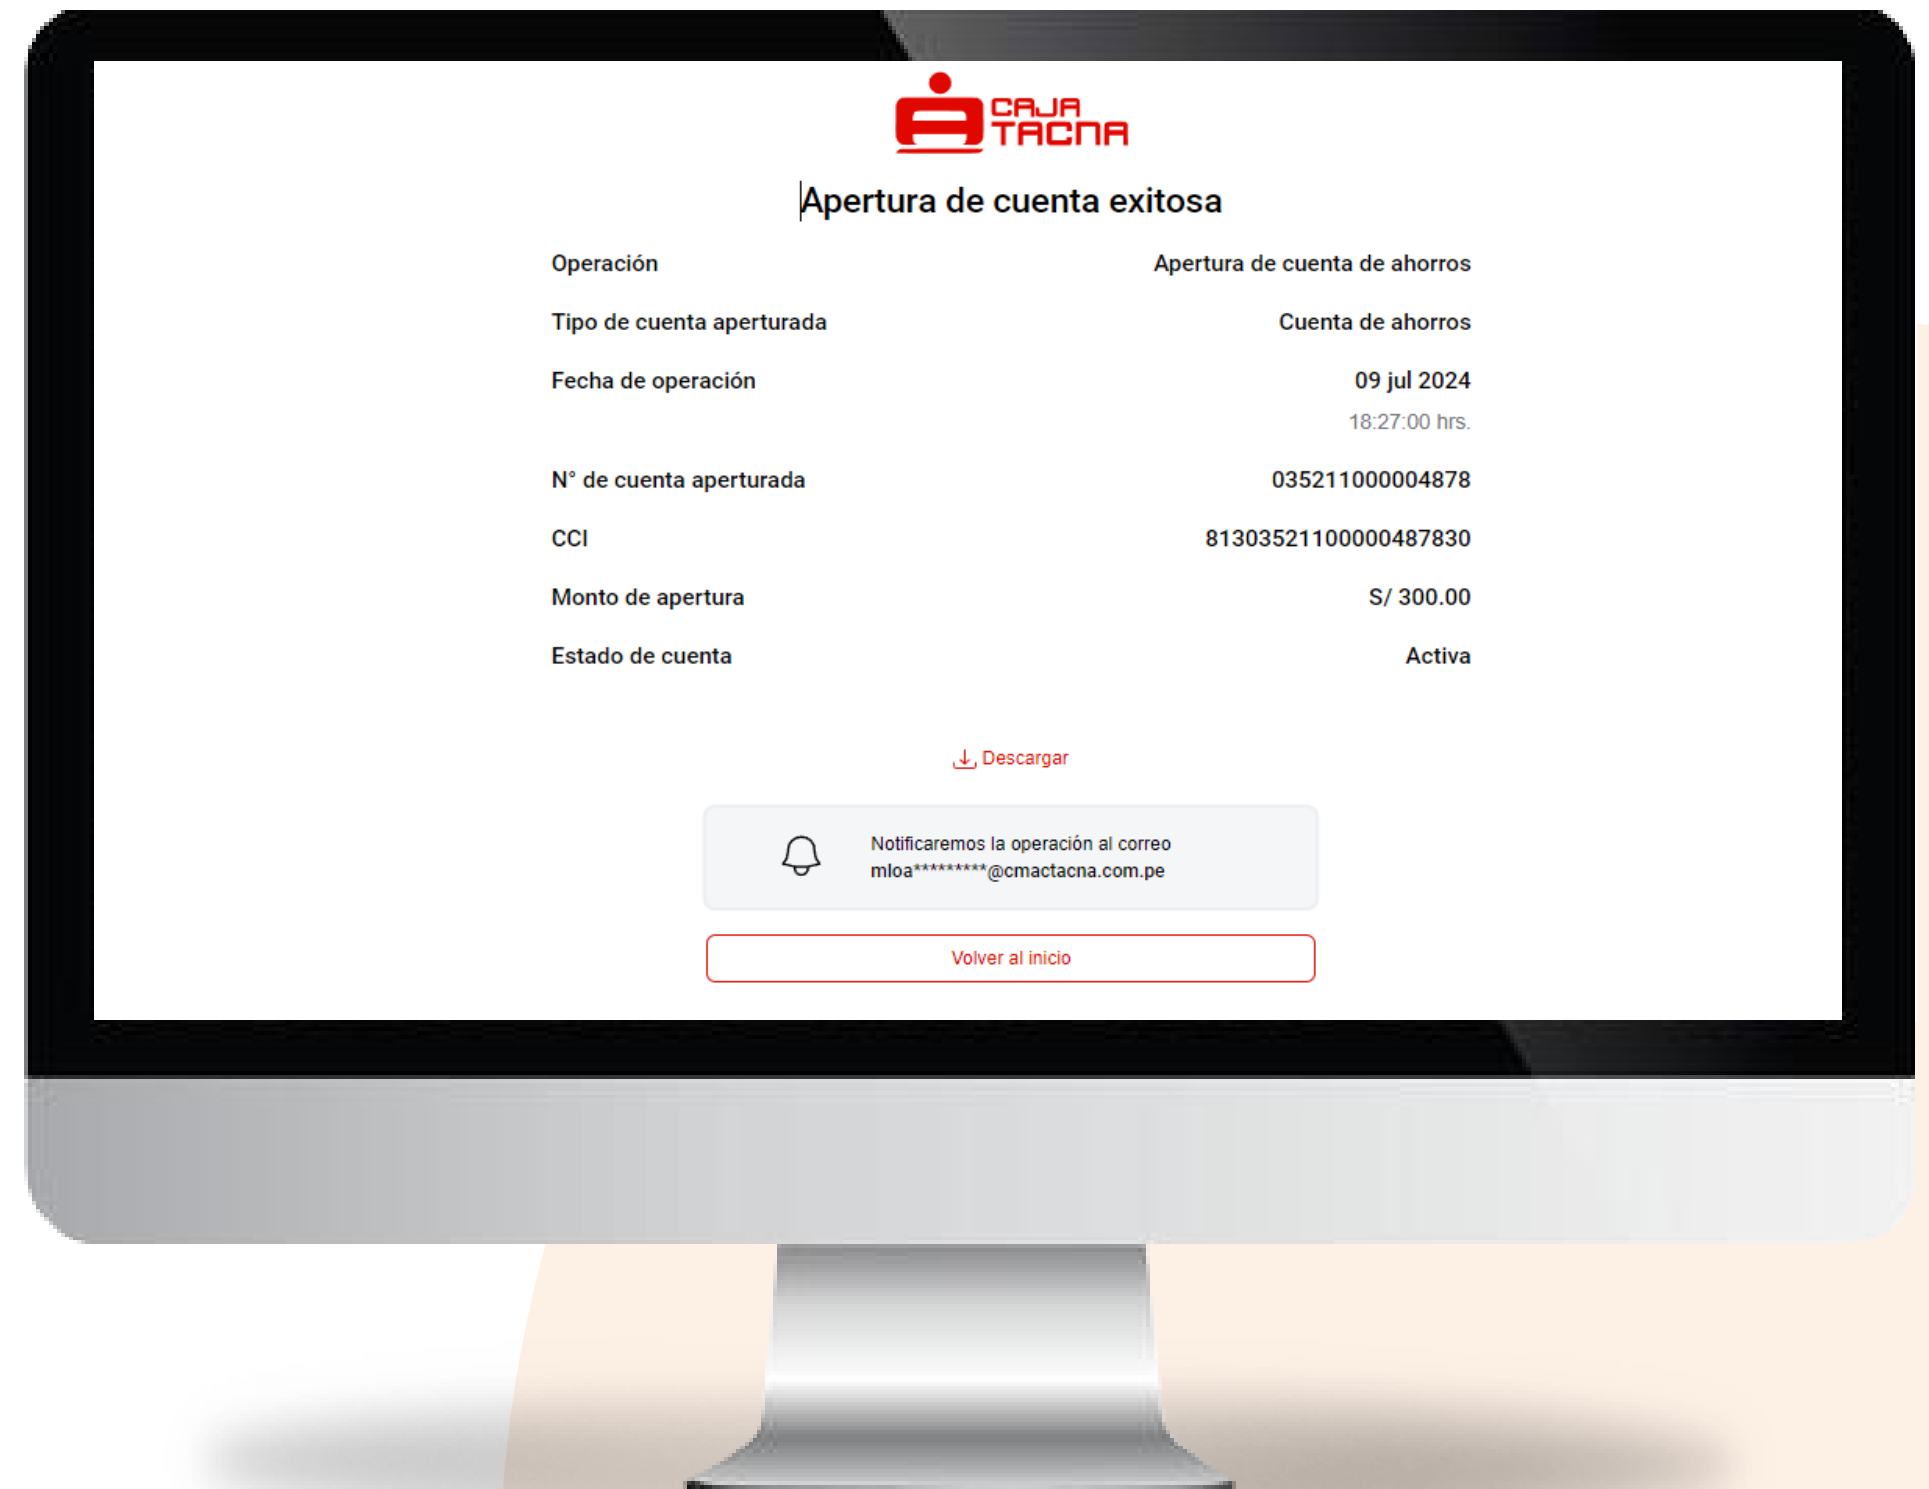 CAJA
TACNA
Apertura de cuenta exitosa
Operación Apertura de cuenta de ahorros
Tipo de cuenta aperturada Cuenta de ahorros
Fecha de operación 09 jul 2024
18:27:00 hrs.
N° de cuenta aperturada 035211000004878
CCI 81303521100000487830
Monto de apertura S/ 300.00
Estado de cuenta Activa
Descargar
Notificaremos la operación al correo
mloa*********@cmactacna.com.pe
Volver al inicio